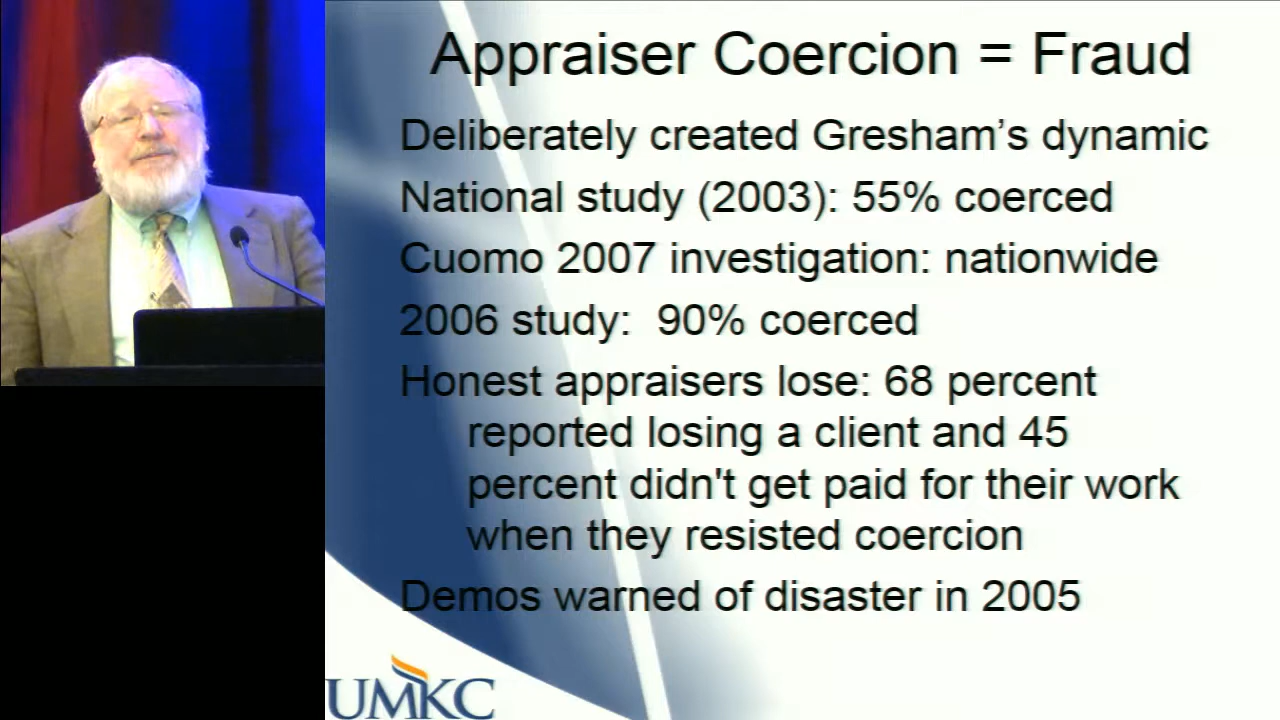 Appraiser Coercion = Fraud
Deliberately created Gresham's dynamic
National study (2003): 55% coerced
Cuomo 2007 investigation: nationwide
2006 study:  90% coerced
Honest appraisers lose: 68 percent
reported losing a client and 45
percent didn't get paid for their work
when they resisted coercion
Demos warned of disaster in 2005
UMKC